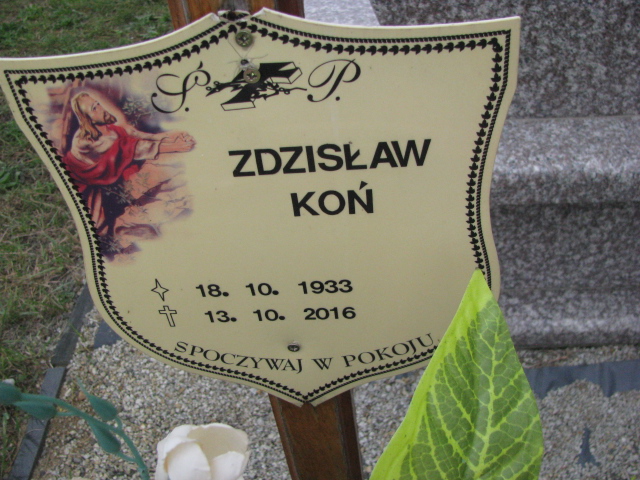 Ś. P.
ZDZISŁAW
KOŃ
18. 10. 1933
13. 10. 2016
SPOCZYWAJ W POKOJU